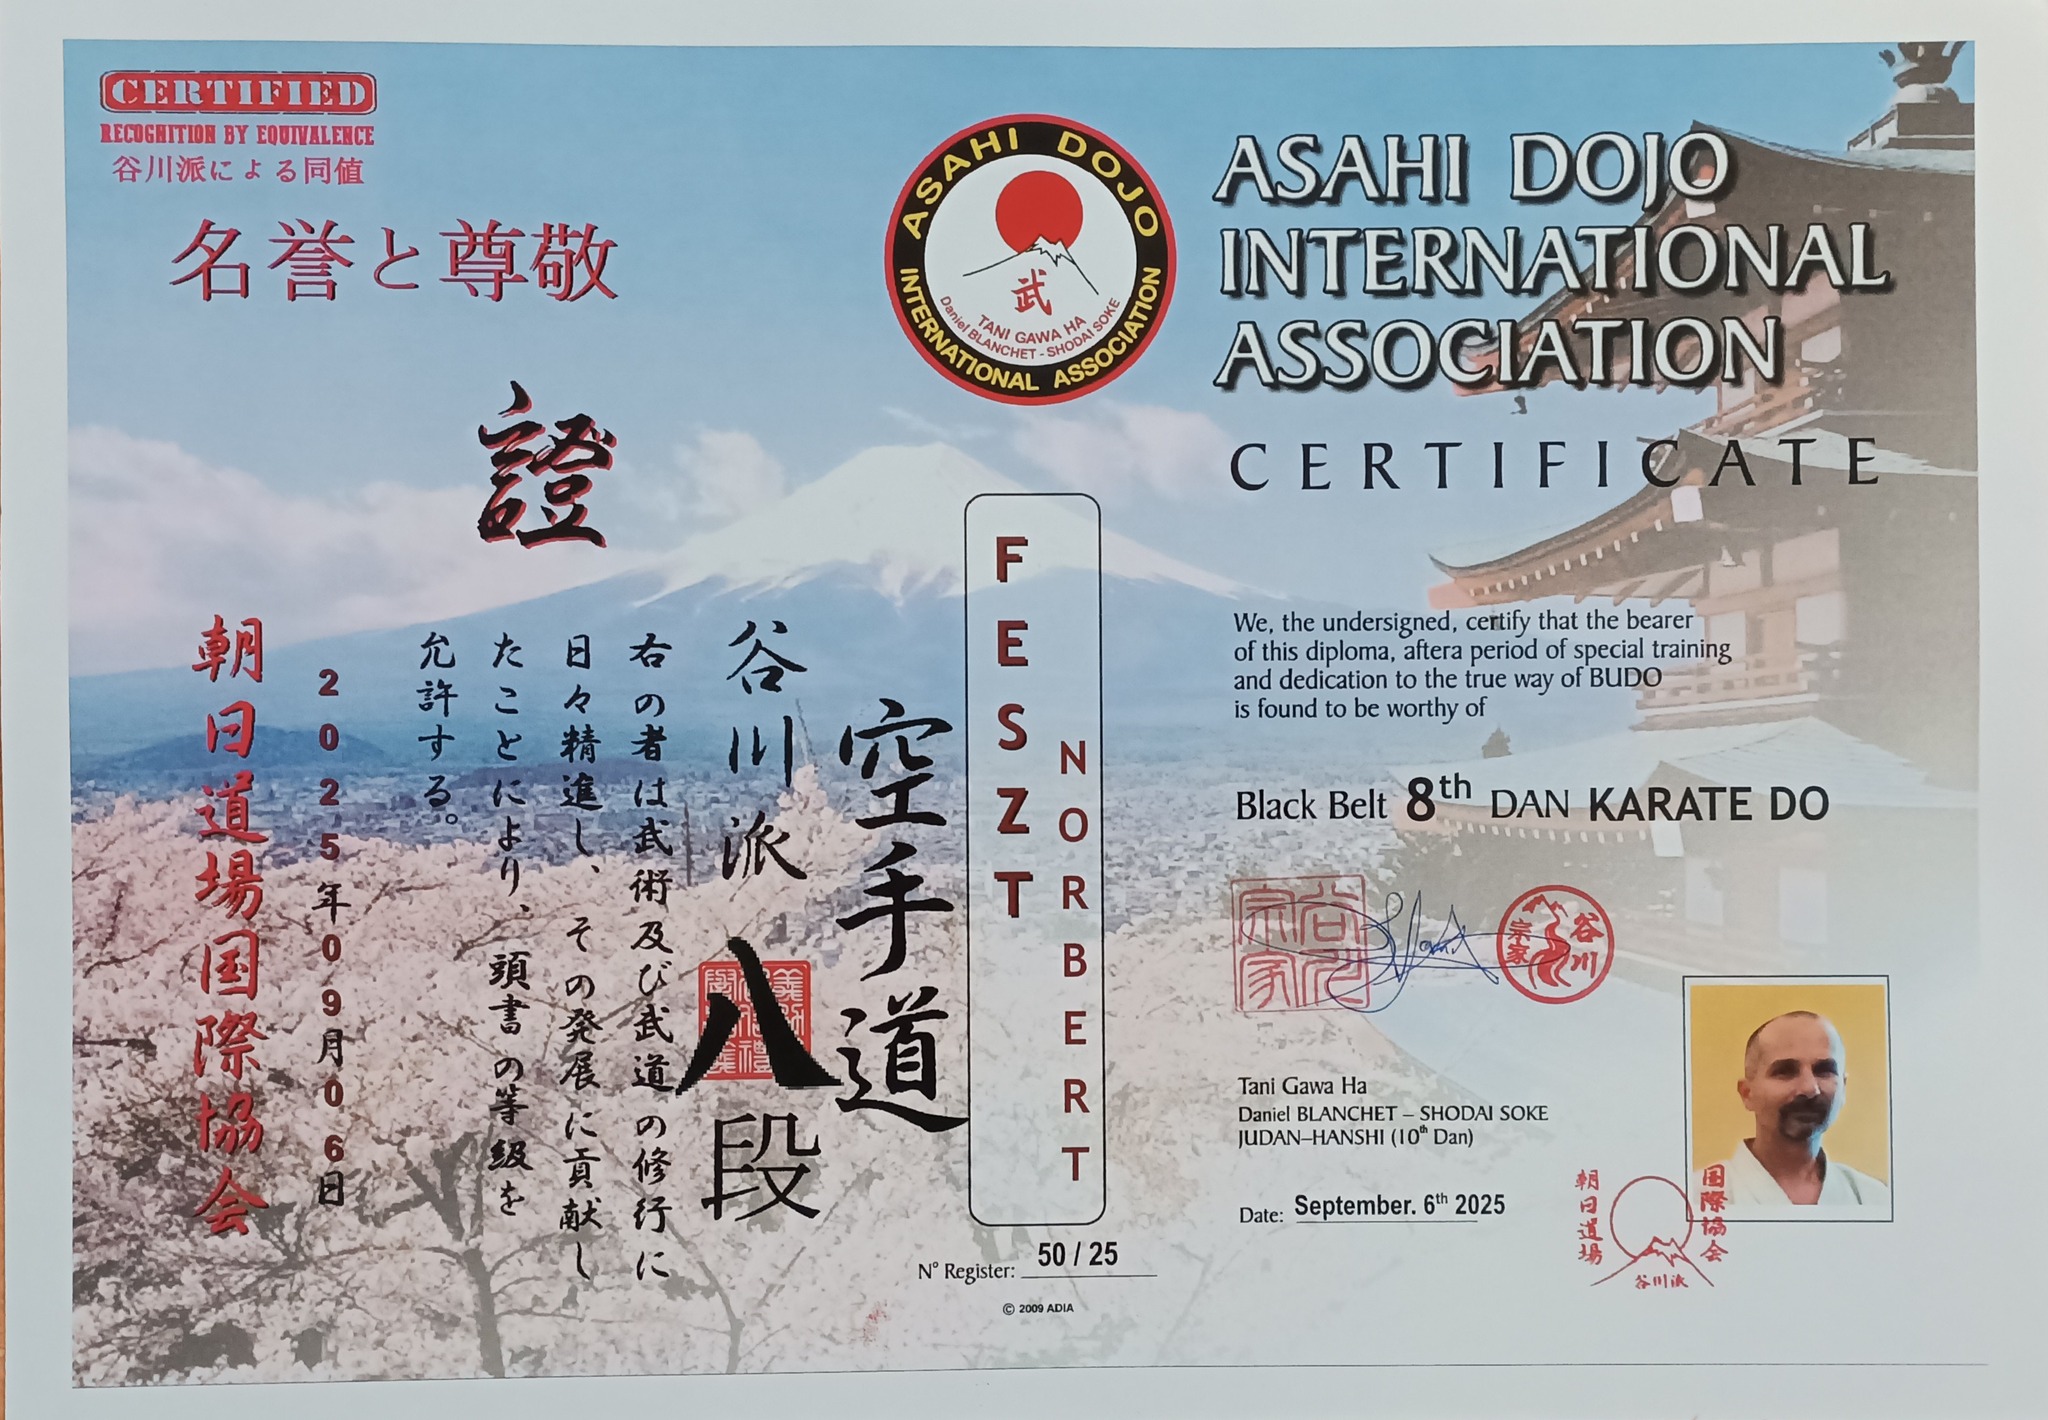 CERTIFIED
RECOGNITION BY EQUIVALENCE
谷川派による同値
名誉と尊敬
ASAHI DOJO
INTERNATIONAL ASSOCIATION
武
TANI GAWA HA
Daniel BLANCHET - SHODAI SOKE
ASAHI DOJO
INTERNATIONAL
ASSOCIATION
CERTIFICATE
證
FESZT
NORBERT
空手道
谷川派
八段
右の者は武術及び武道の修行に
日々精進し、その発展に貢献し
たことにより、頭書の等級を
允許する。
2025年09月06日
朝日道場国際協会
We, the undersigned, certify that the bearer
of this diploma, aftera period of special training
and dedication to the true way of BUDO
is found to be worthy of
Black Belt 8th DAN KARATE DO
谷川
宗家
谷川
宗家
Tani Gawa Ha
Daniel BLANCHET – SHODAI SOKE
JUDAN–HANSHI (10th Dan)
Date: September. 6th 2025
朝日道場
国際協会
谷川派
N° Register: 50 / 25
© 2009 ADIA